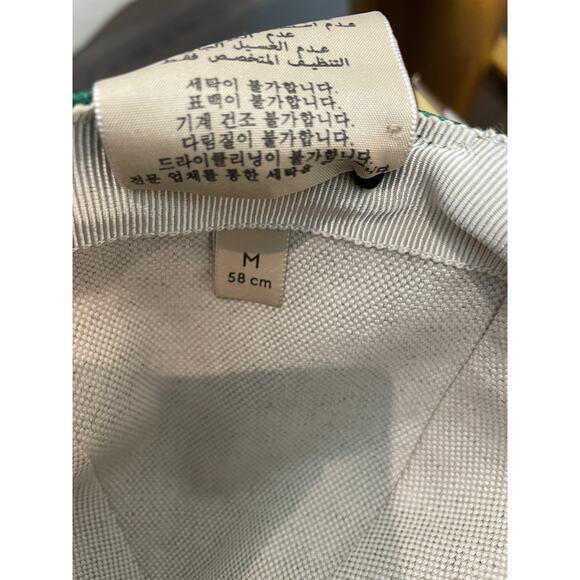 عدم الغسيل
التنظيف المتخصص فقط
세탁이 불가합니다.
표백이 불가합니다.
기계 건조 불가합니다.
다림질이 불가합니다.
드라이클리닝이 불가합니다.
전문 업체를 통한 세탁을
M
58 cm